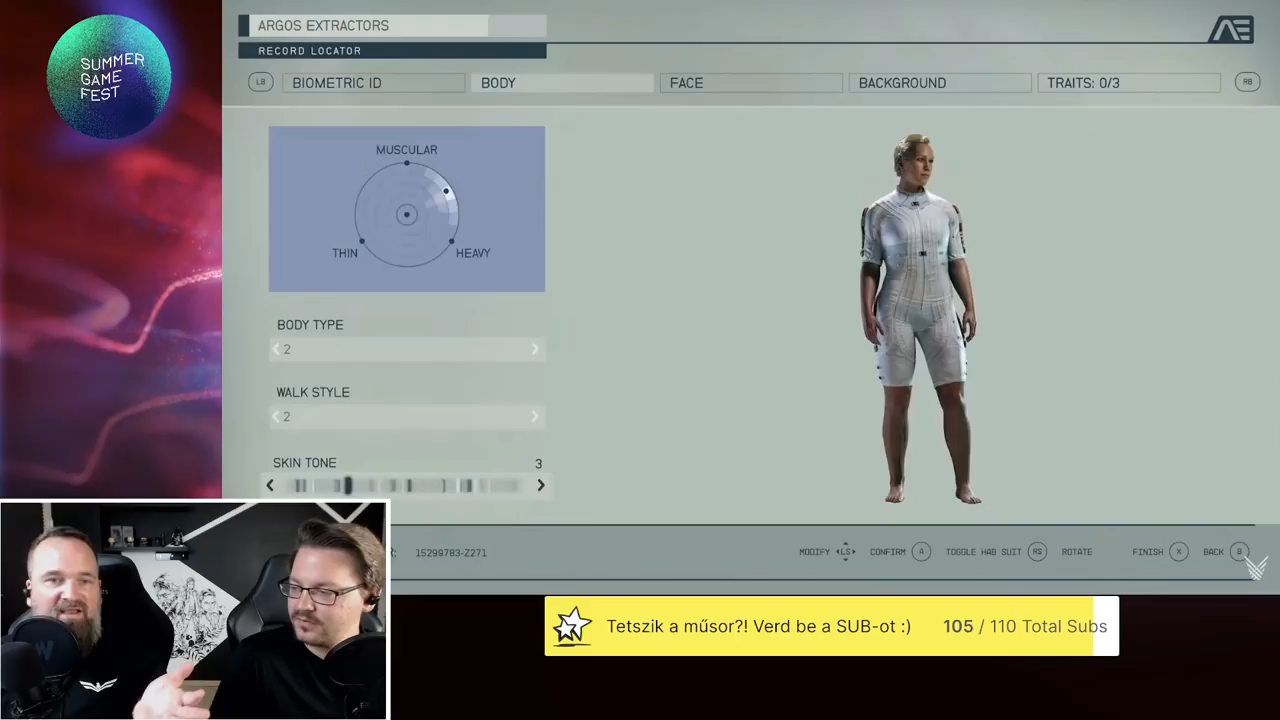 SUMMER
GAME
FEST
ARGOS EXTRACTORS
AE
RECORD LOCATOR
LB
BIOMETRIC ID
BODY
FACE
BACKGROUND
TRAITS: 0/3
RB
MUSCULAR
THIN
HEAVY
BODY TYPE
2
WALK STYLE
2
SKIN TONE
3
R: 15299783-Z271
MODIFY LS
CONFIRM A
TOGGLE HAB SUIT RS
ROTATE
FINISH X
BACK B
Tetszik a műsor?! Verd be a SUB-ot :) 105 / 110 Total Subs